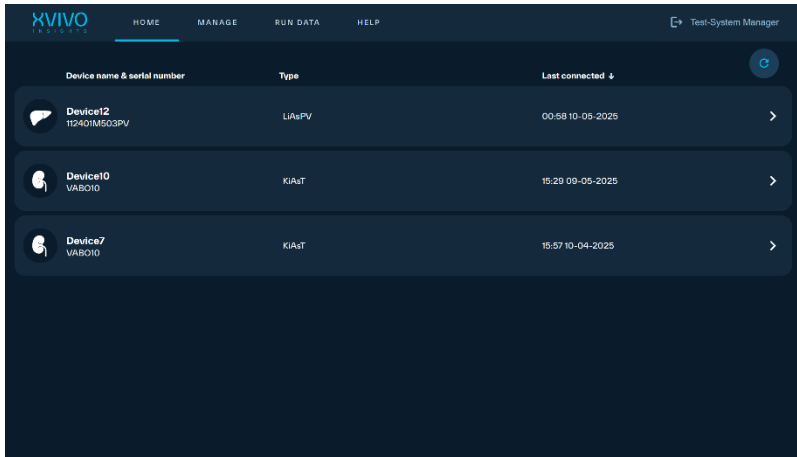 XVIVO
INSIGHTS
HOME
MANAGE
RUN DATA
HELP
Test-System Manager
Device name & serial number
Type
Last connected ↓
Device12
112401M503PV
LiAsPV
00:58 10-05-2025
Device10
VABO10
KiAsT
15:29 09-05-2025
Device7
VABO10
KiAsT
15:57 10-04-2025